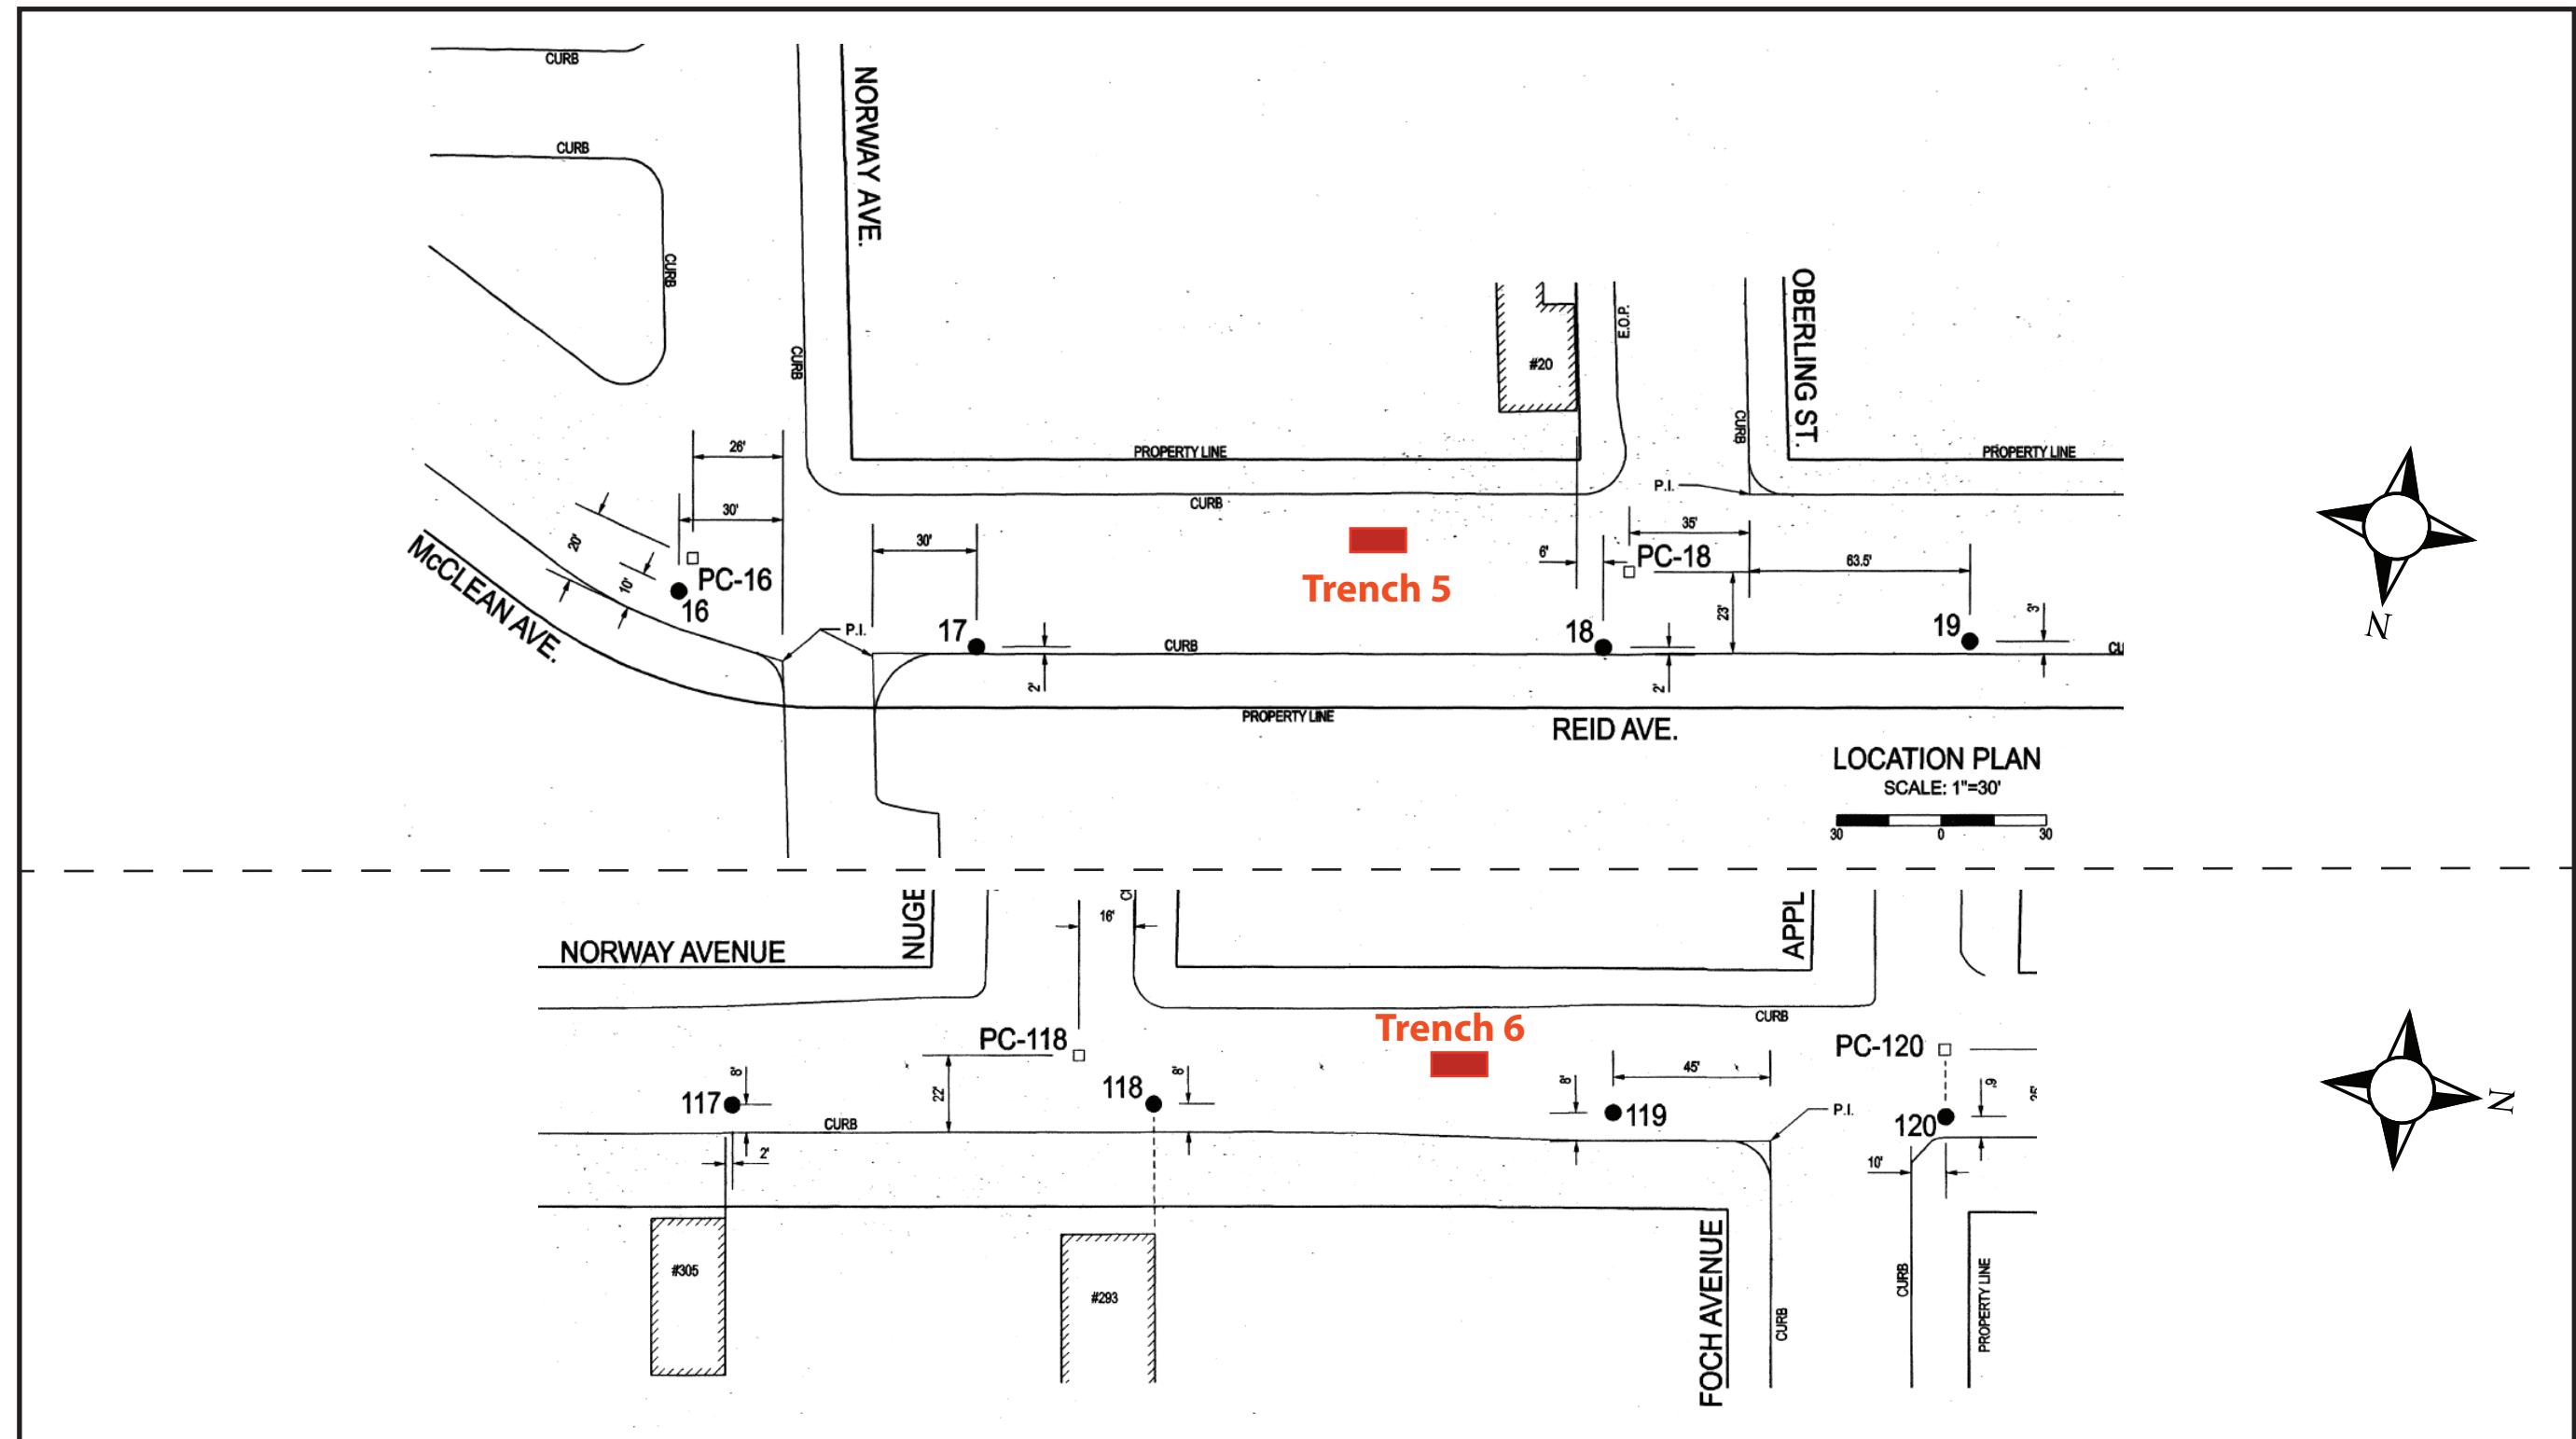 CURB
CURB
NORWAY AVE.
CURB
CURB
OBERLING ST.
E.O.P.
#20
CURB
PROPERTY LINE
PROPERTY LINE
26'
P.I.
CURB
30'
35'
30'
20'
6'
PC-18
63.5'
PC-16
10'
Trench 5
16
McCLEAN AVE.
23'
3'
P.I.
17
18
19
CURB
CU
2'
2'
PROPERTY LINE
REID AVE.
N
LOCATION PLAN
SCALE: 1"=30'
30 0 30
NUGE
16'
APPL
NORWAY AVENUE
CURB
Trench 6
PC-118
PC-120
45'
8'
8'
8'
9'
22'
117
118
119
120
P.I.
CURB
2'
10'
N
#305
#293
FOCH AVENUE
CURB
CURB
PROPERTY LINE